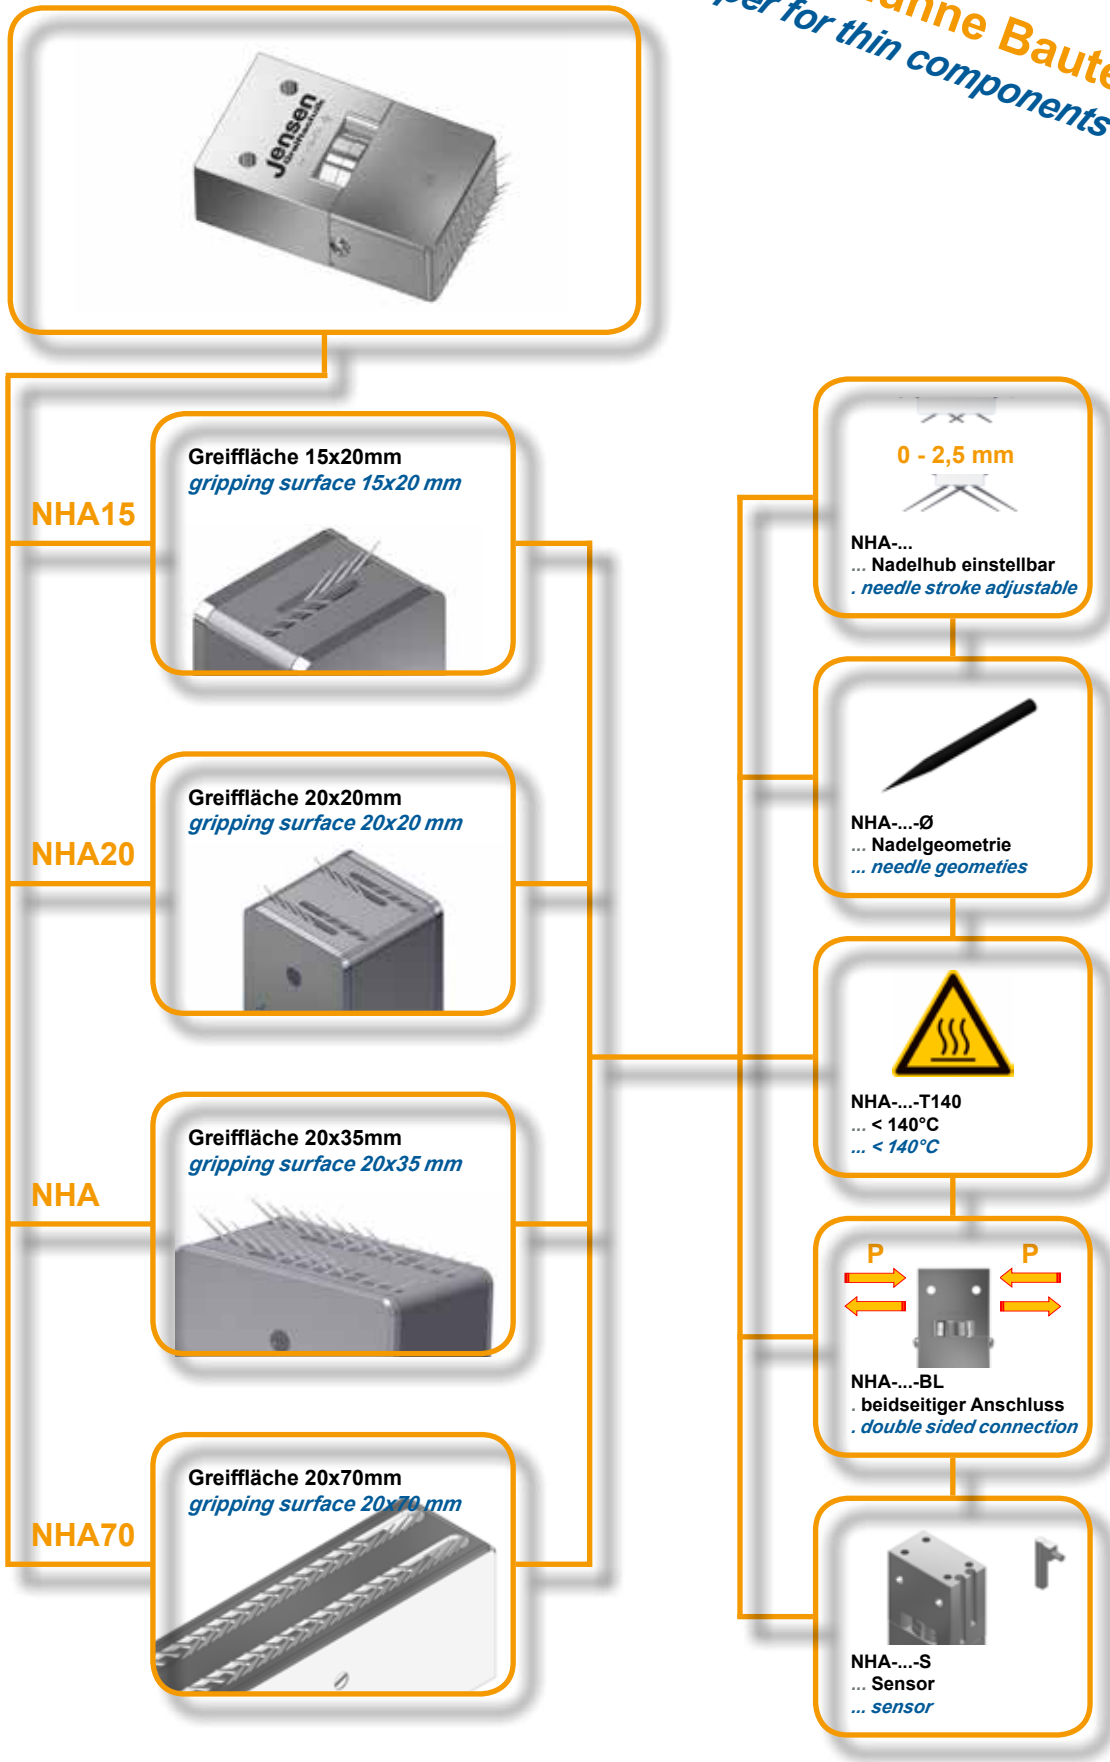 Baute
for thin components
Jensen
Greiftechnik
NHA15
Greiffläche 15x20mm
gripping surface 15x20 mm
NHA20
Greiffläche 20x20mm
gripping surface 20x20 mm
NHA
Greiffläche 20x35mm
gripping surface 20x35 mm
NHA70
Greiffläche 20x70mm
gripping surface 20x70 mm
0 - 2,5 mm
NHA-...
... Nadelhub einstellbar
. needle stroke adjustable
NHA-...-Ø
... Nadelgeometrie
... needle geometies
NHA-...-T140
... < 140°C
... < 140°C
P P
NHA-...-BL
. beidseitiger Anschluss
. double sided connection
NHA-...-S
... Sensor
... sensor